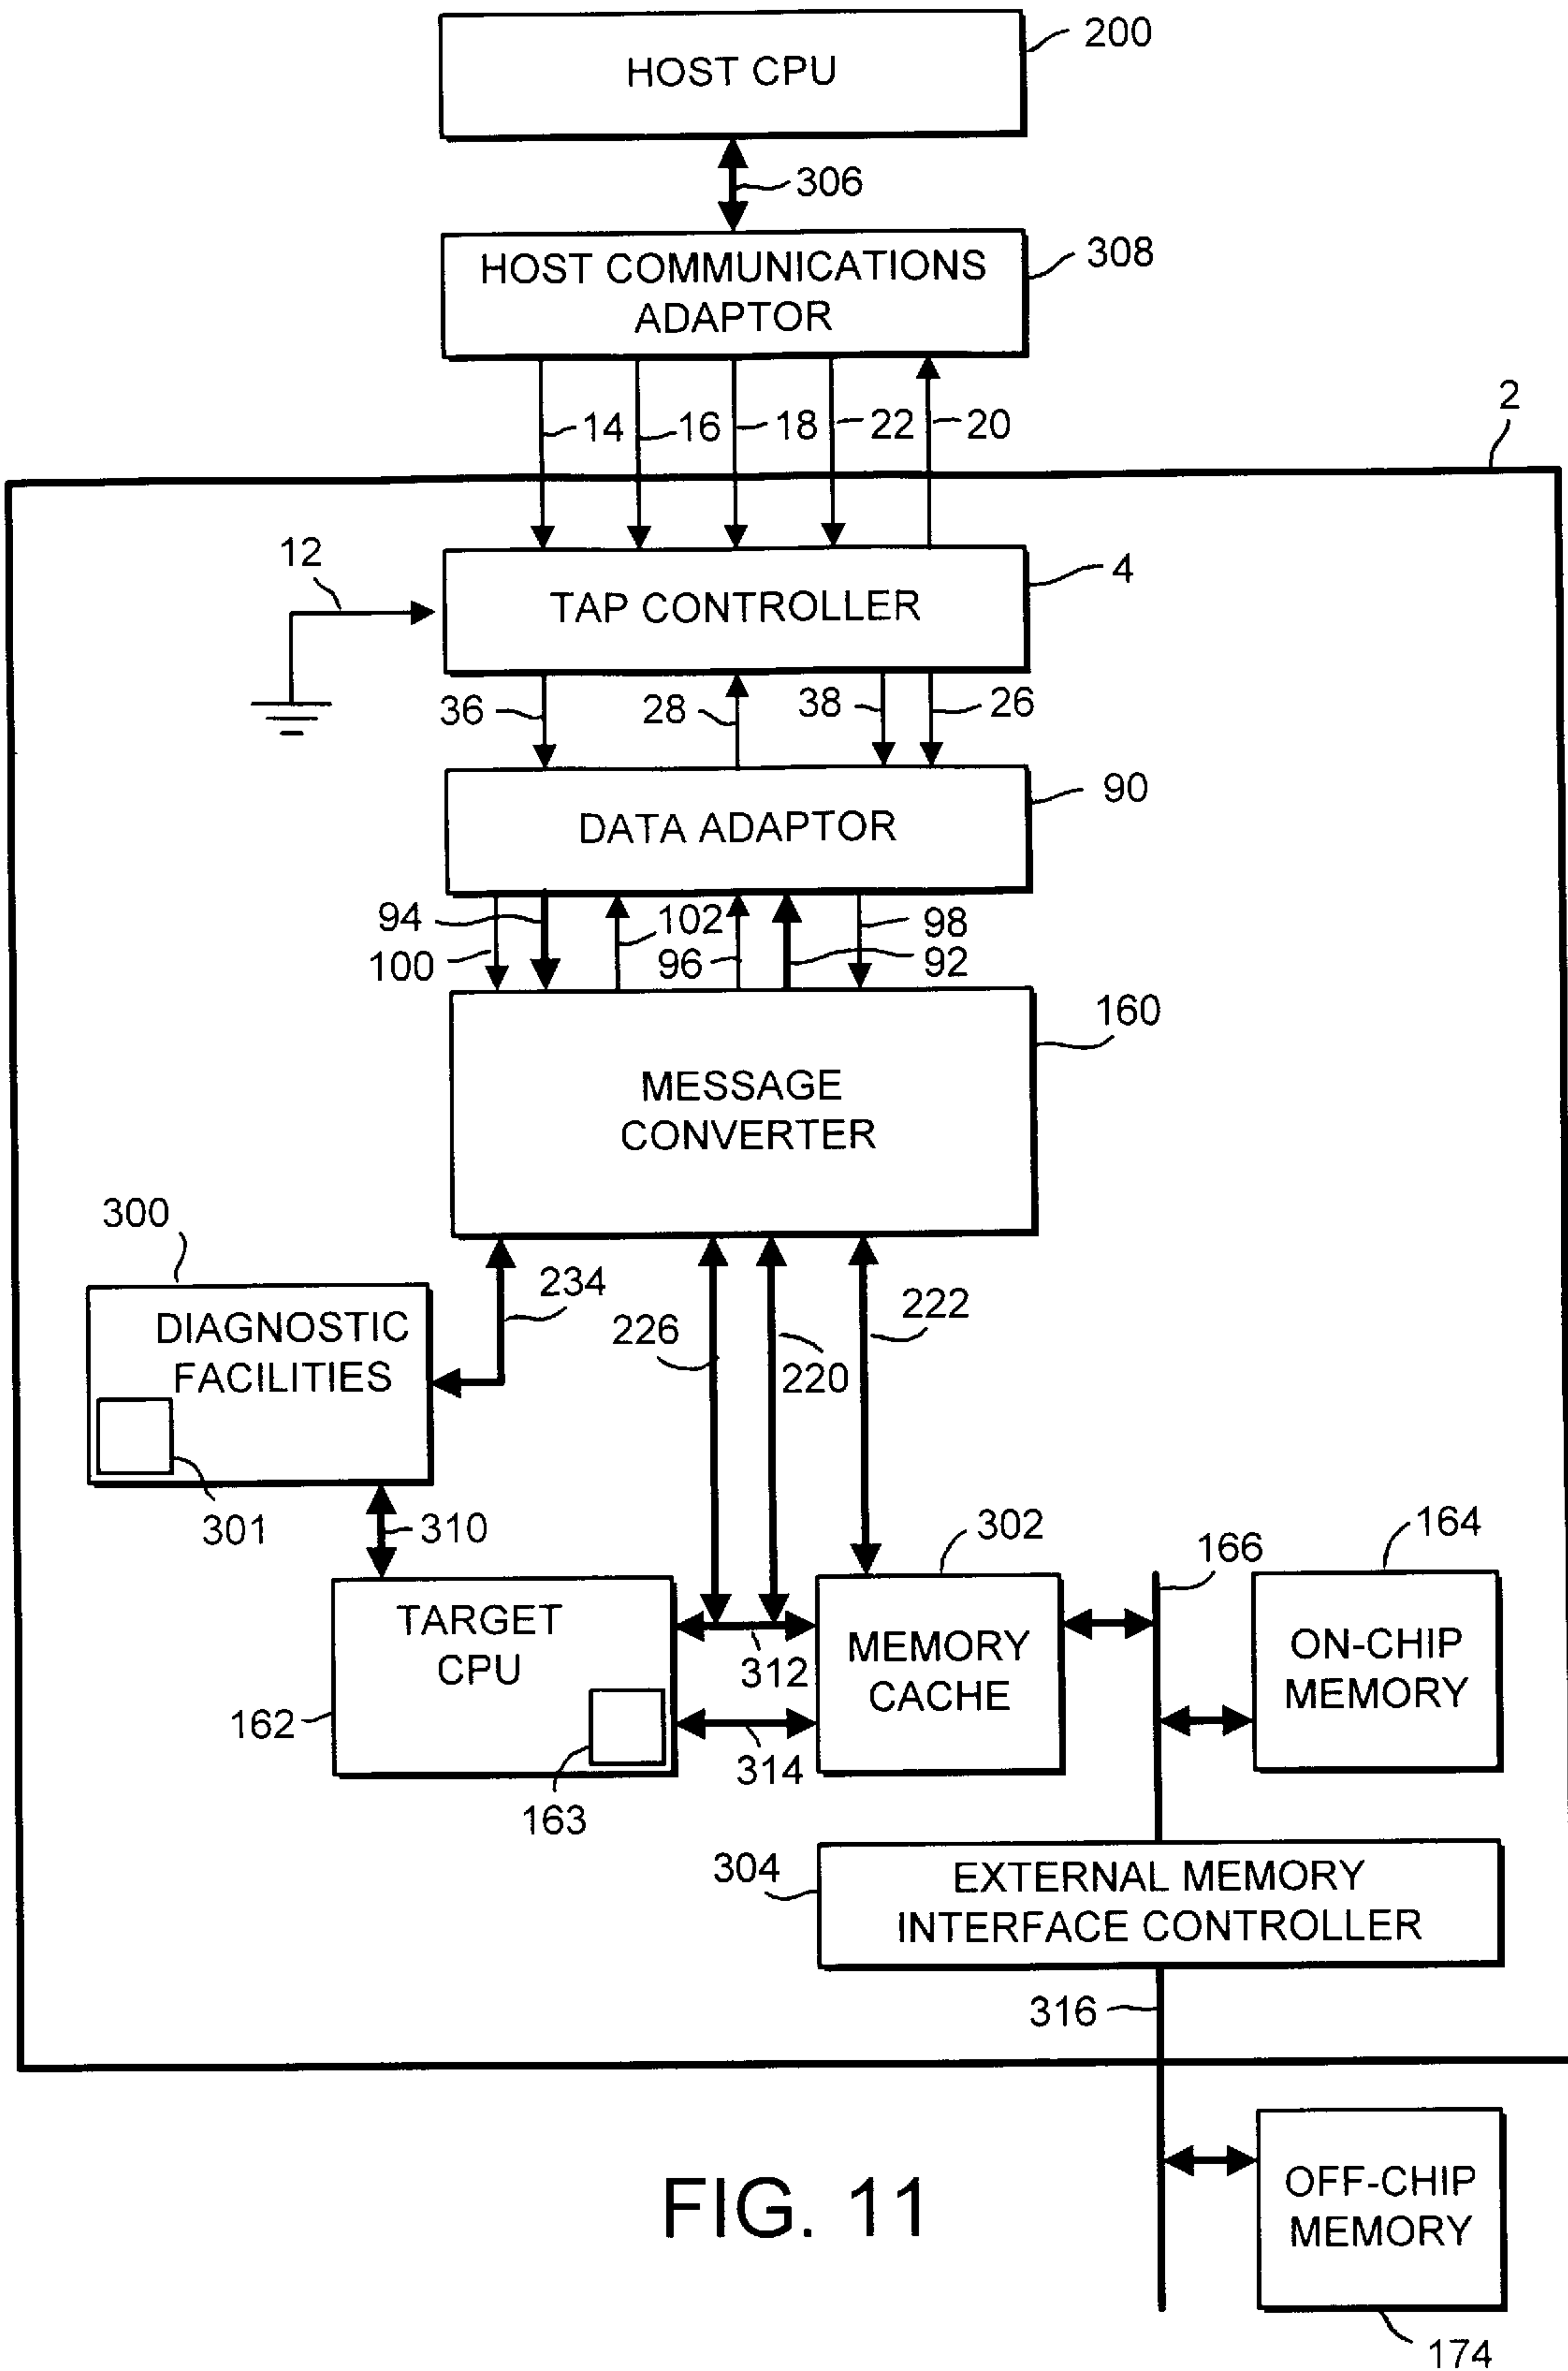 200
HOST CPU
306
HOST COMMUNICATIONS
ADAPTOR
308
2
14
16
18
22
20
12
TAP CONTROLLER
4
36
28
38
26
90
DATA ADAPTOR
94
102
98
100
96
92
160
MESSAGE
CONVERTER
300
234
222
DIAGNOSTIC
FACILITIES
226
220
301
310
302
164
166
TARGET
CPU
312
MEMORY
CACHE
ON-CHIP
MEMORY
162
314
163
304
EXTERNAL MEMORY
INTERFACE CONTROLLER
316
OFF-CHIP
MEMORY
FIG. 11
174